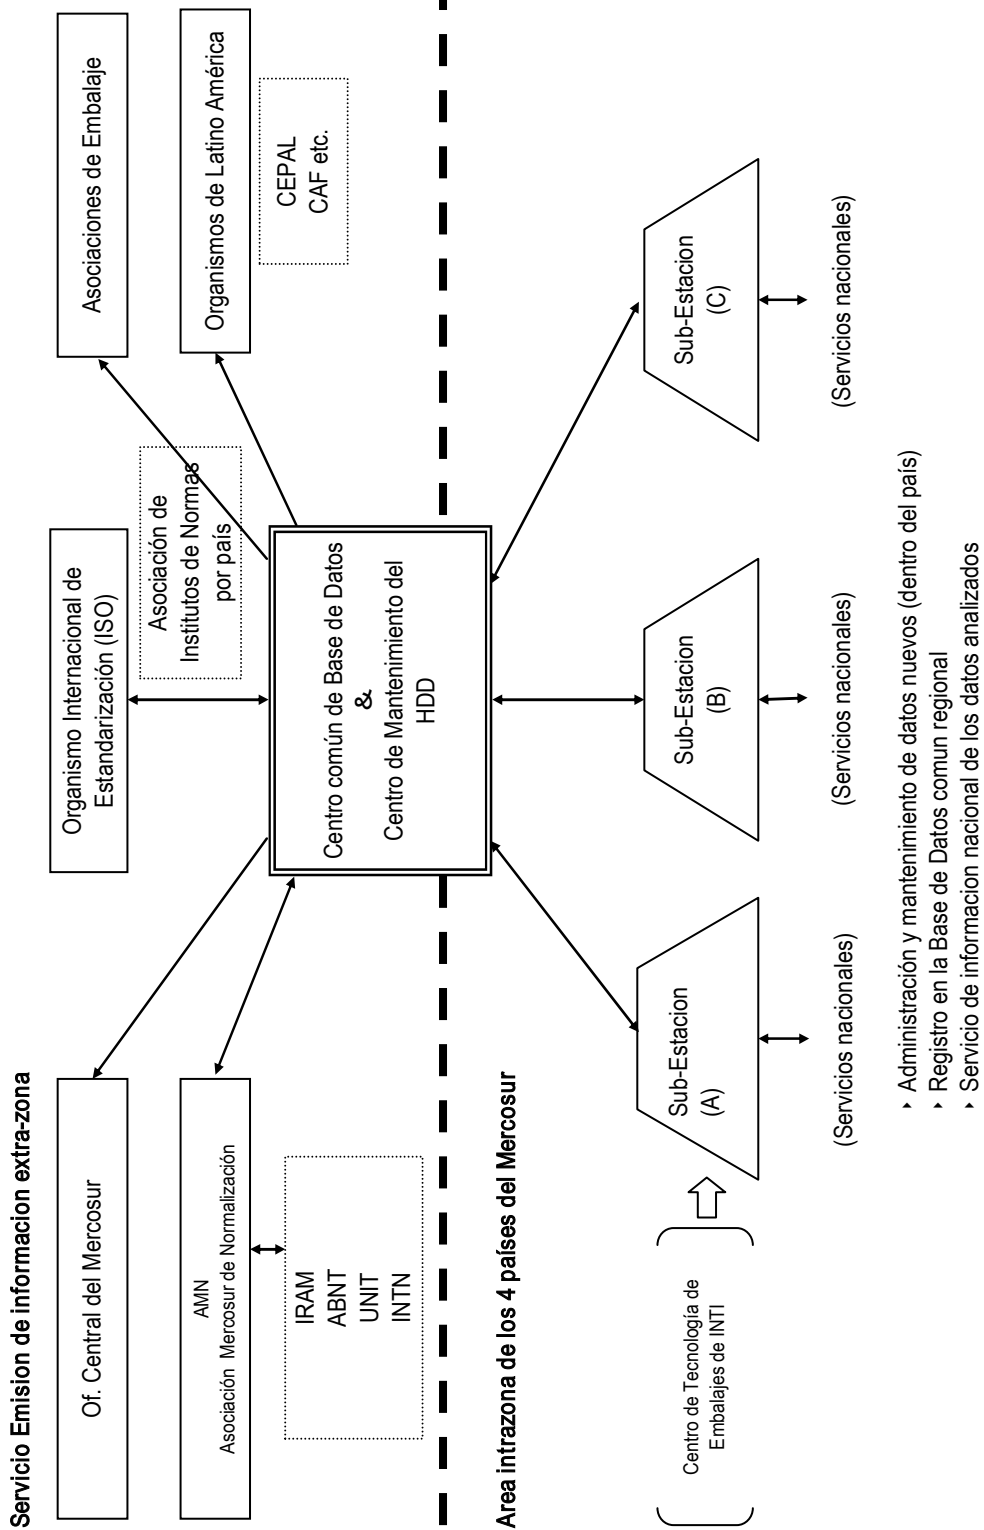 Servicio Emision de informacion extra-zona
Of. Central del Mercosur
Organismo Internacional de
Estandarización (ISO)
Asociaciones de Embalaje
AMN
Asociación Mercosur de Normalización
Asociación de
Institutos de Normas
por país
Organismos de Latino América
IRAM
ABNT
UNIT
INTN
CEPAL
CAF etc.
Centro común de Base de Datos
&
Centro de Mantenimiento del
HDD
Area intrazona de los 4 países del Mercosur
Centro de Tecnología de
Embalajes de INTI
Sub-Estacion
(A)
Sub-Estacion
(B)
Sub-Estacion
(C)
(Servicios nacionales)
(Servicios nacionales)
(Servicios nacionales)
‣ Administración y mantenimiento de datos nuevos (dentro del país)
‣ Registro en la Base de Datos comun regional
‣ Servicio de informacion nacional de los datos analizados